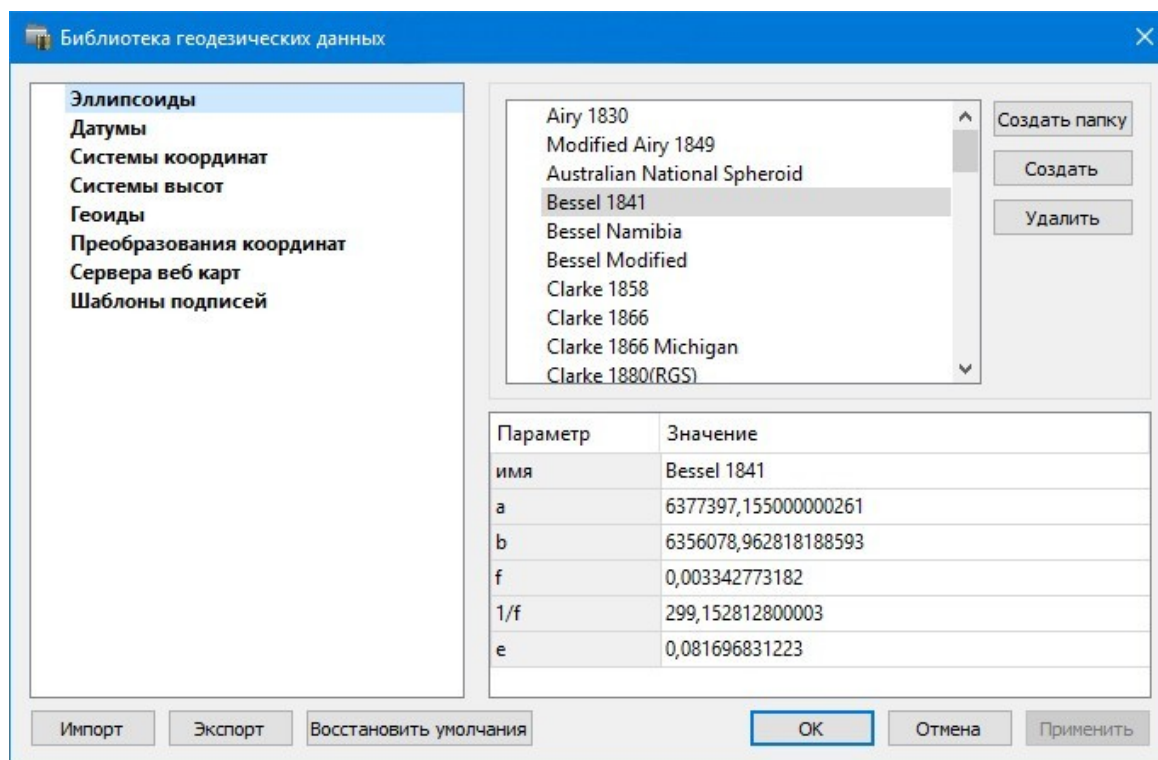 Библиотека геодезических данных
Эллипсоиды
Датумы
Системы координат
Системы высот
Геоиды
Преобразования координат
Сервера веб карт
Шаблоны подписей
Airy 1830
Modified Airy 1849
Australian National Spheroid
Bessel 1841
Bessel Namibia
Bessel Modified
Clarke 1858
Clarke 1866
Clarke 1866 Michigan
Clarke 1880(RGS)
Создать папку
Создать
Удалить
Параметр Значение
имя Bessel 1841
a 6377397,155000000261
b 6356078,962818188593
f 0,003342773182
1/f 299,152812800003
e 0,081696831223
Импорт Экспорт Восстановить умолчания ОК Отмена Применить